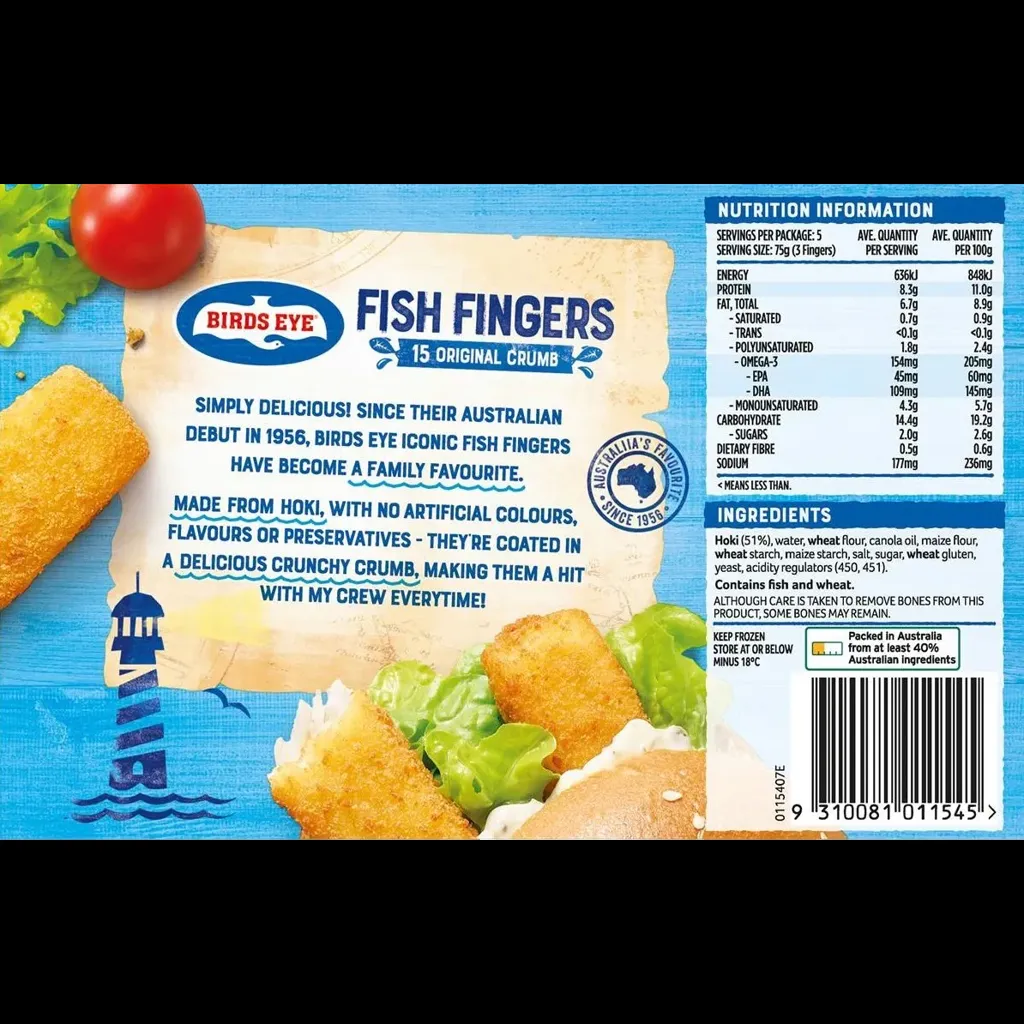 BIRDS EYE
FISH FINGERS
15 ORIGINAL CRUMB
SIMPLY DELICIOUS! SINCE THEIR AUSTRALIAN
DEBUT IN 1956, BIRDS EYE ICONIC FISH FINGERS
HAVE BECOME A FAMILY FAVOURITE.
MADE FROM HOKI, WITH NO ARTIFICIAL COLOURS,
FLAVOURS OR PRESERVATIVES - THEY'RE COATED IN
A DELICIOUS CRUNCHY CRUMB, MAKING THEM A HIT
WITH MY CREW EVERYTIME!
AUSTRALIIA'S FAVOURITE
• SINCE 1956 •
NUTRITION INFORMATION
SERVINGS PER PACKAGE: 5 AVE. QUANTITY AVE. QUANTITY
SERVING SIZE: 75g (3 Fingers) PER SERVING PER 100g
ENERGY 636kJ 848kJ
PROTEIN 8.3g 11.0g
FAT, TOTAL 6.7g 8.9g
- SATURATED 0.7g 0.9g
- TRANS <0.1g <0.1g
- POLYUNSATURATED 1.8g 2.4g
- OMEGA-3 154mg 205mg
- EPA 45mg 60mg
- DHA 109mg 145mg
- MONOUNSATURATED 4.3g 5.7g
CARBOHYDRATE 14.4g 19.2g
- SUGARS 2.0g 2.6g
DIETARY FIBRE 0.5g 0.6g
SODIUM 177mg 236mg
< MEANS LESS THAN.
INGREDIENTS
Hoki (51%), water, wheat flour, canola oil, maize flour,
wheat starch, maize starch, salt, sugar, wheat gluten,
yeast, acidity regulators (450, 451).
Contains fish and wheat.
ALTHOUGH CARE IS TAKEN TO REMOVE BONES FROM THIS
PRODUCT, SOME BONES MAY REMAIN.
KEEP FROZEN
STORE AT OR BELOW
MINUS 18°C
Packed in Australia
from at least 40%
Australian ingredients
0115407E
9 310081 011545 >